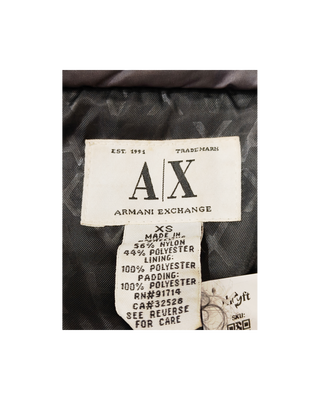 EST. 1991 TRADEMARK
A|X
ARMANI EXCHANGE
XS
MADE IN
56% NYLON
44% POLYESTER
LINING:
100% POLYESTER
PADDING:
100% POLYESTER
RN#91714
CA#32528
SEE REVERSE
FOR CARE
SKU: